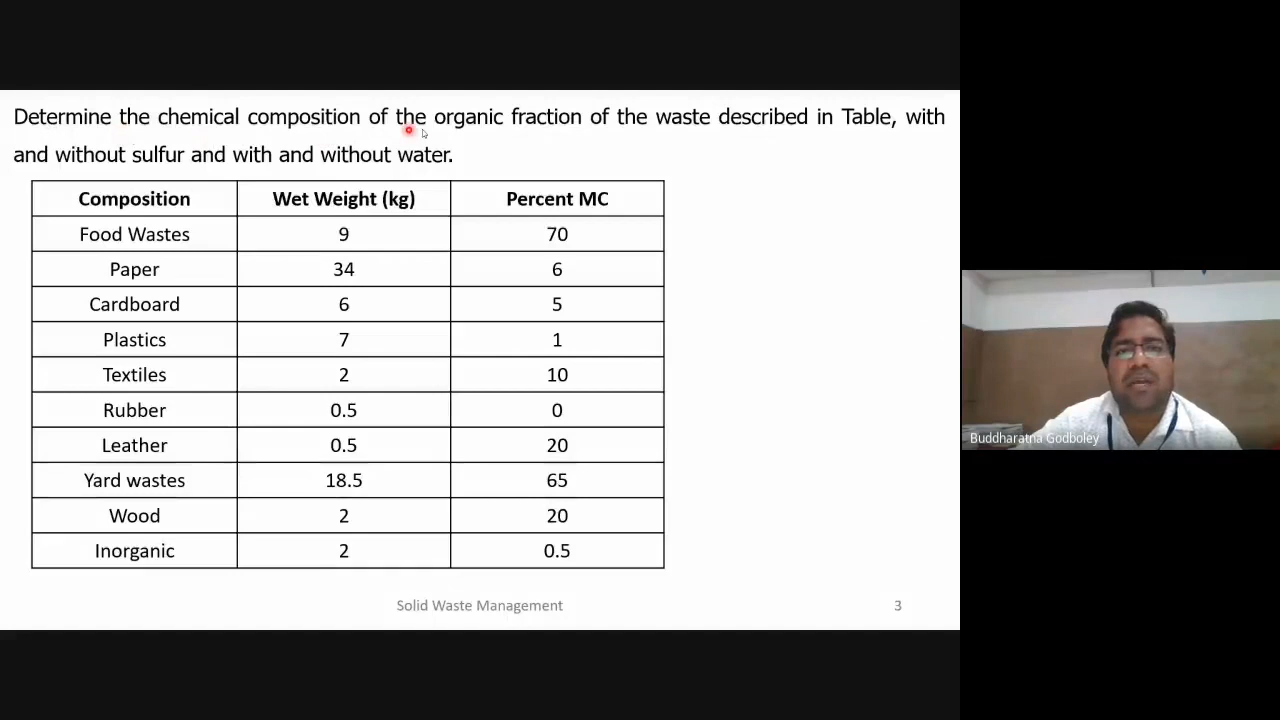 Determine the chemical composition of the organic fraction of the waste described in Table, with
and without sulfur and with and without water.
Composition Wet Weight (kg) Percent MC
Food Wastes 9 70
Paper 34 6
Cardboard 6 5
Plastics 7 1
Textiles 2 10
Rubber 0.5 0
Leather 0.5 20
Yard wastes 18.5 65
Wood 2 20
Inorganic 2 0.5
Solid Waste Management 3
Buddharatna Godboley